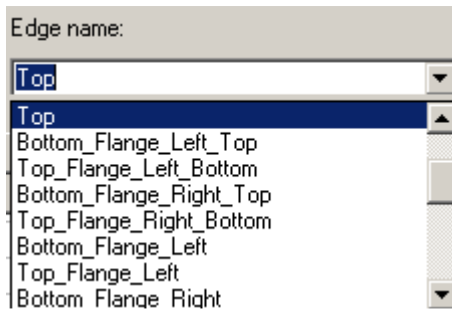 Edge name:
Top
Top
Bottom_Flange_Left_Top
Top_Flange_Left_Bottom
Bottom_Flange_Right_Top
Top_Flange_Right_Bottom
Bottom_Flange_Left
Top_Flange_Left
Bottom_Flange_Right